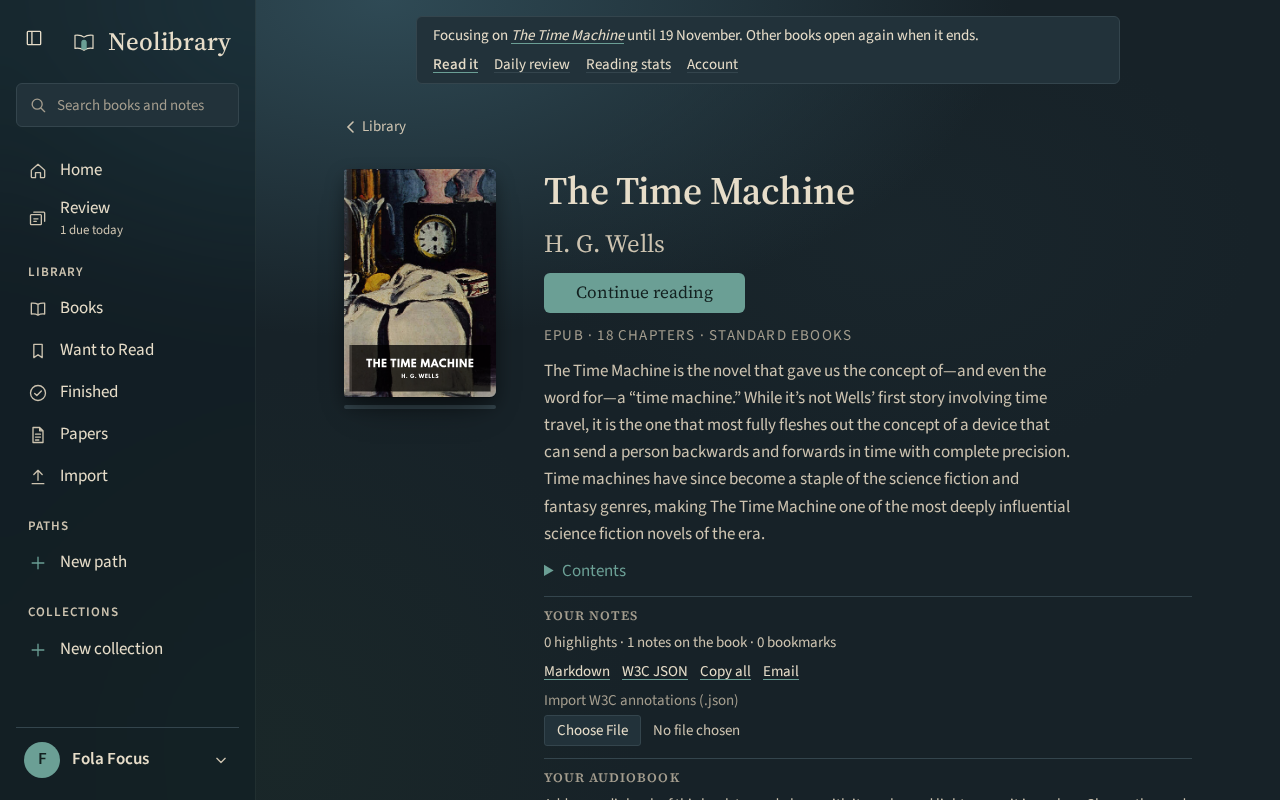 Neolibrary
Search books and notes
Home
Review
1 due today
LIBRARY
Books
Want to Read
Finished
Papers
Import
PATHS
New path
COLLECTIONS
New collection
F
Fola Focus
Focusing on The Time Machine until 19 November. Other books open again when it ends.
Read it Daily review Reading stats Account
Library
THE TIME MACHINE
H. G. WELLS
The Time Machine
H. G. Wells
Continue reading
EPUB · 18 CHAPTERS · STANDARD EBOOKS
The Time Machine is the novel that gave us the concept of—and even the
word for—a “time machine.” While it’s not Wells’ first story involving time
travel, it is the one that most fully fleshes out the concept of a device that
can send a person backwards and forwards in time with complete precision.
Time machines have since become a staple of the science fiction and
fantasy genres, making The Time Machine one of the most deeply influential
science fiction novels of the era.
Contents
YOUR NOTES
0 highlights · 1 notes on the book · 0 bookmarks
Markdown W3C JSON Copy all Email
Import W3C annotations (.json)
Choose File No file chosen
YOUR AUDIOBOOK